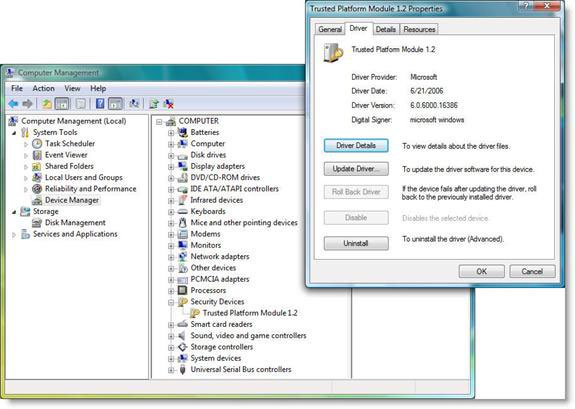 Trusted Platform Module 1.2 Properties
General
Driver
Details
Resources
Trusted Platform Module 1.2
Driver Provider: Microsoft
Driver Date: 6/21/2006
Driver Version: 6.0.6000.16386
Digital Signer: microsoft windows
Driver Details
To view details about the driver files.
Update Driver...
To update the driver software for this device.
Roll Back Driver
If the device fails after updating the driver, roll
back to the previously installed driver.
Disable
Disables the selected device.
Uninstall
To uninstall the driver (Advanced).
OK
Cancel
Computer Management
File Action View Help
Computer Management (Local)
System Tools
Task Scheduler
Event Viewer
Shared Folders
Local Users and Groups
Reliability and Performance
Device Manager
Storage
Disk Management
Services and Applications
COMPUTER
Batteries
Computer
Disk drives
Display adapters
DVD/CD-ROM drives
IDE ATA/ATAPI controllers
Infrared devices
Keyboards
Mice and other pointing devices
Modems
Monitors
Network adapters
Other devices
PCMCIA adapters
Processors
Security Devices
Trusted Platform Module 1.2
Smart card readers
Sound, video and game controllers
Storage controllers
System devices
Universal Serial Bus controllers